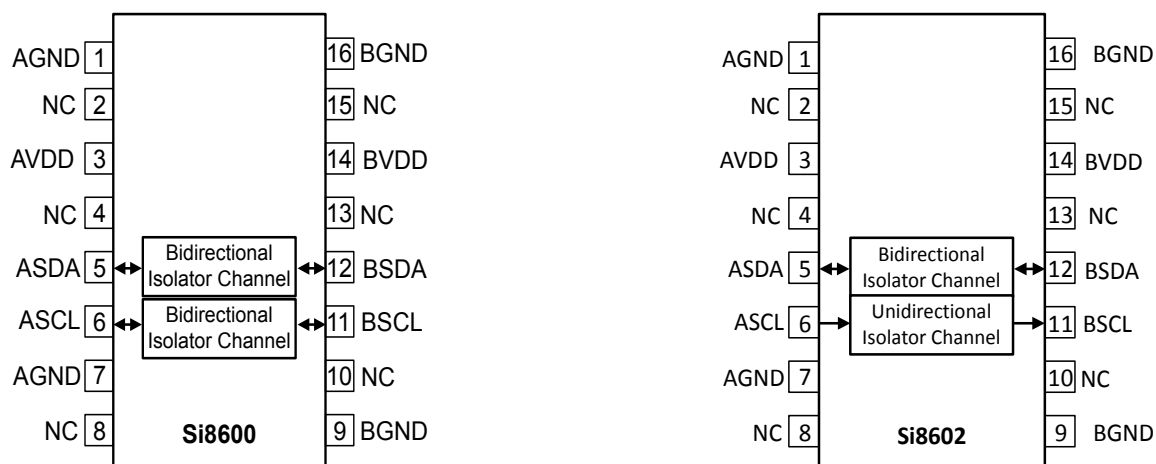 AGND 1
16 BGND
NC 2
15 NC
AVDD 3
14 BVDD
NC 4
13 NC
ASDA 5
Bidirectional
Isolator Channel
12 BSDA
ASCL 6
Bidirectional
Isolator Channel
11 BSCL
AGND 7
10 NC
NC 8
Si8600
9 BGND
AGND 1
16 BGND
NC 2
15 NC
AVDD 3
14 BVDD
NC 4
13 NC
ASDA 5
Bidirectional
Isolator Channel
12 BSDA
ASCL 6
Unidirectional
Isolator Channel
11 BSCL
AGND 7
10 NC
NC 8
Si8602
9 BGND